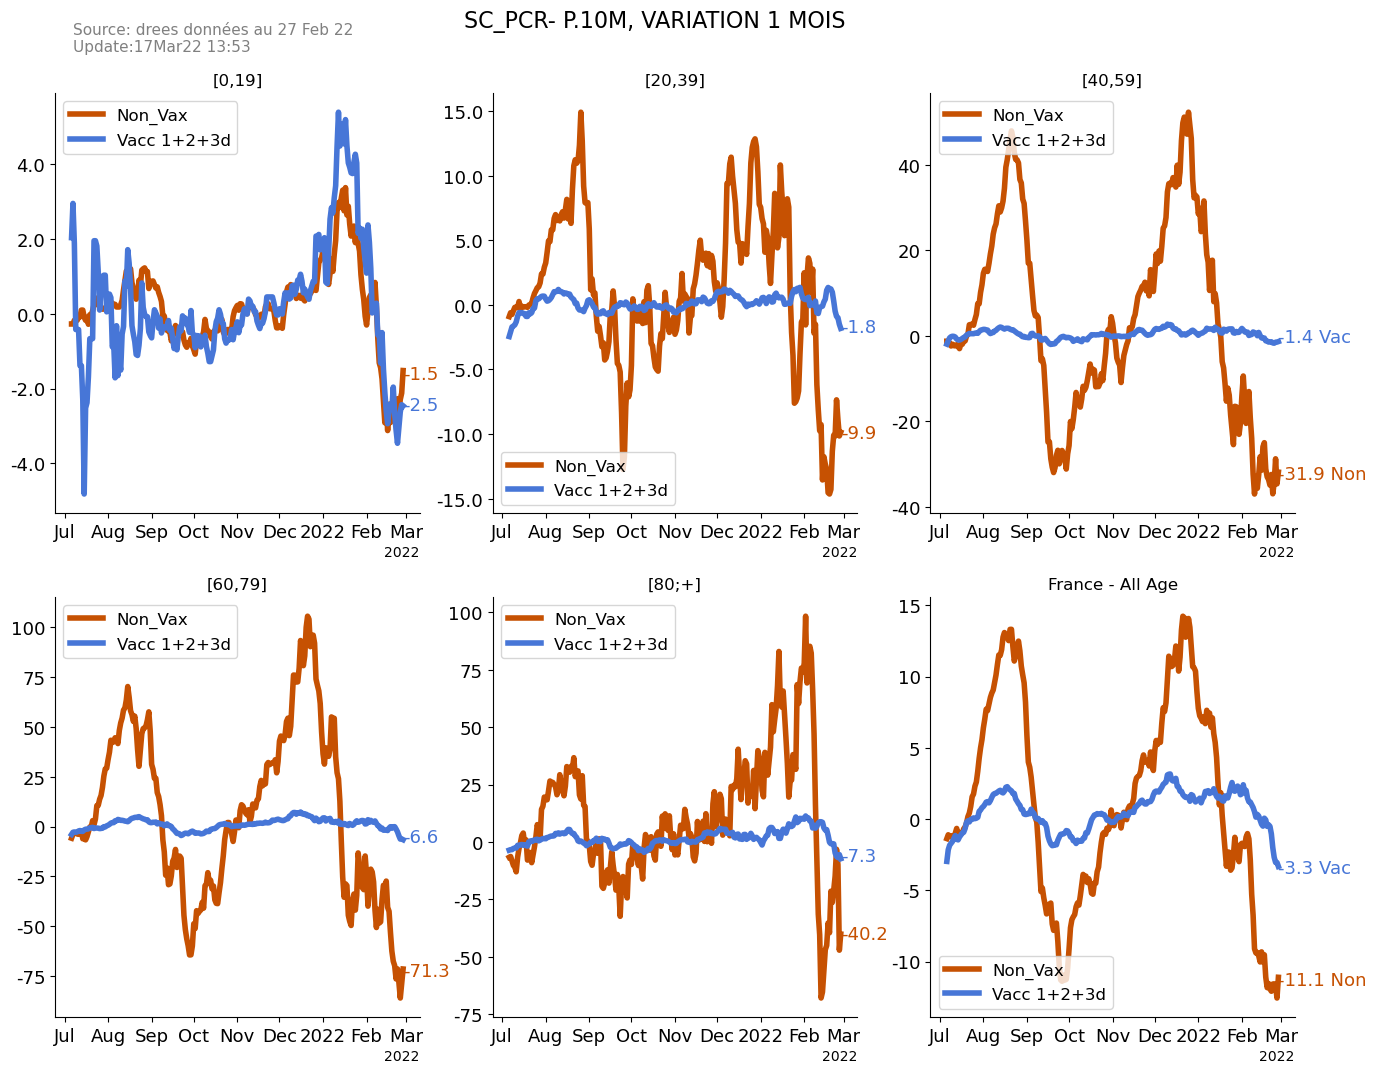 SC_PCR- P.10M, VARIATION 1 MOIS
Source: drees données au 27 Feb 22
Update:17Mar22 13:53
[0,19]
Non_Vax
Vacc 1+2+3d
4.0
2.0
0.0
-2.0
-4.0
-1.5
-2.5
Jul Aug Sep Oct Nov Dec 2022 Feb Mar
2022
[20,39]
15.0
10.0
5.0
0.0
-5.0
-10.0
-15.0
-1.8
-9.9
Non_Vax
Vacc 1+2+3d
Jul Aug Sep Oct Nov Dec 2022 Feb Mar
2022
[40,59]
Non_Vax
Vacc 1+2+3d
40
20
0
-20
-40
-1.4 Vac
-31.9 Non
Jul Aug Sep Oct Nov Dec 2022 Feb Mar
2022
[60,79]
Non_Vax
Vacc 1+2+3d
100
75
50
25
0
-25
-50
-75
-6.6
-71.3
Jul Aug Sep Oct Nov Dec 2022 Feb Mar
2022
[80;+]
Non_Vax
Vacc 1+2+3d
100
75
50
25
0
-25
-50
-75
-7.3
-40.2
Jul Aug Sep Oct Nov Dec 2022 Feb Mar
2022
France - All Age
15
10
5
0
-5
-10
-3.3 Vac
-11.1 Non
Non_Vax
Vacc 1+2+3d
Jul Aug Sep Oct Nov Dec 2022 Feb Mar
2022